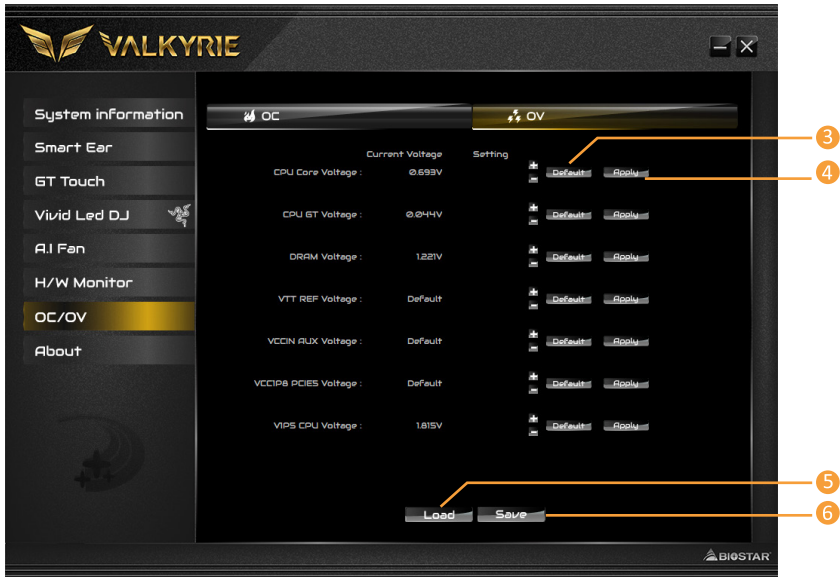 VALKYRIE
System information
Smart Ear
GT Touch
Vivid Led DJ
A.I Fan
H/W Monitor
OC/OV
About
OC
OV
Current Voltage Setting
CPU Core Voltage : 0.693V + - Default Apply
CPU GT Voltage : 0.044V + - Default Apply
DRAM Voltage : 1.221V + - Default Apply
VTT REF Voltage : Default + - Default Apply
VCCIN AUX Voltage : Default + - Default Apply
VCC1P8 PCIE5 Voltage : Default + - Default Apply
V1P5 CPU Voltage : 1.815V + - Default Apply
Load Save
BIOSTAR
3
4
5
6